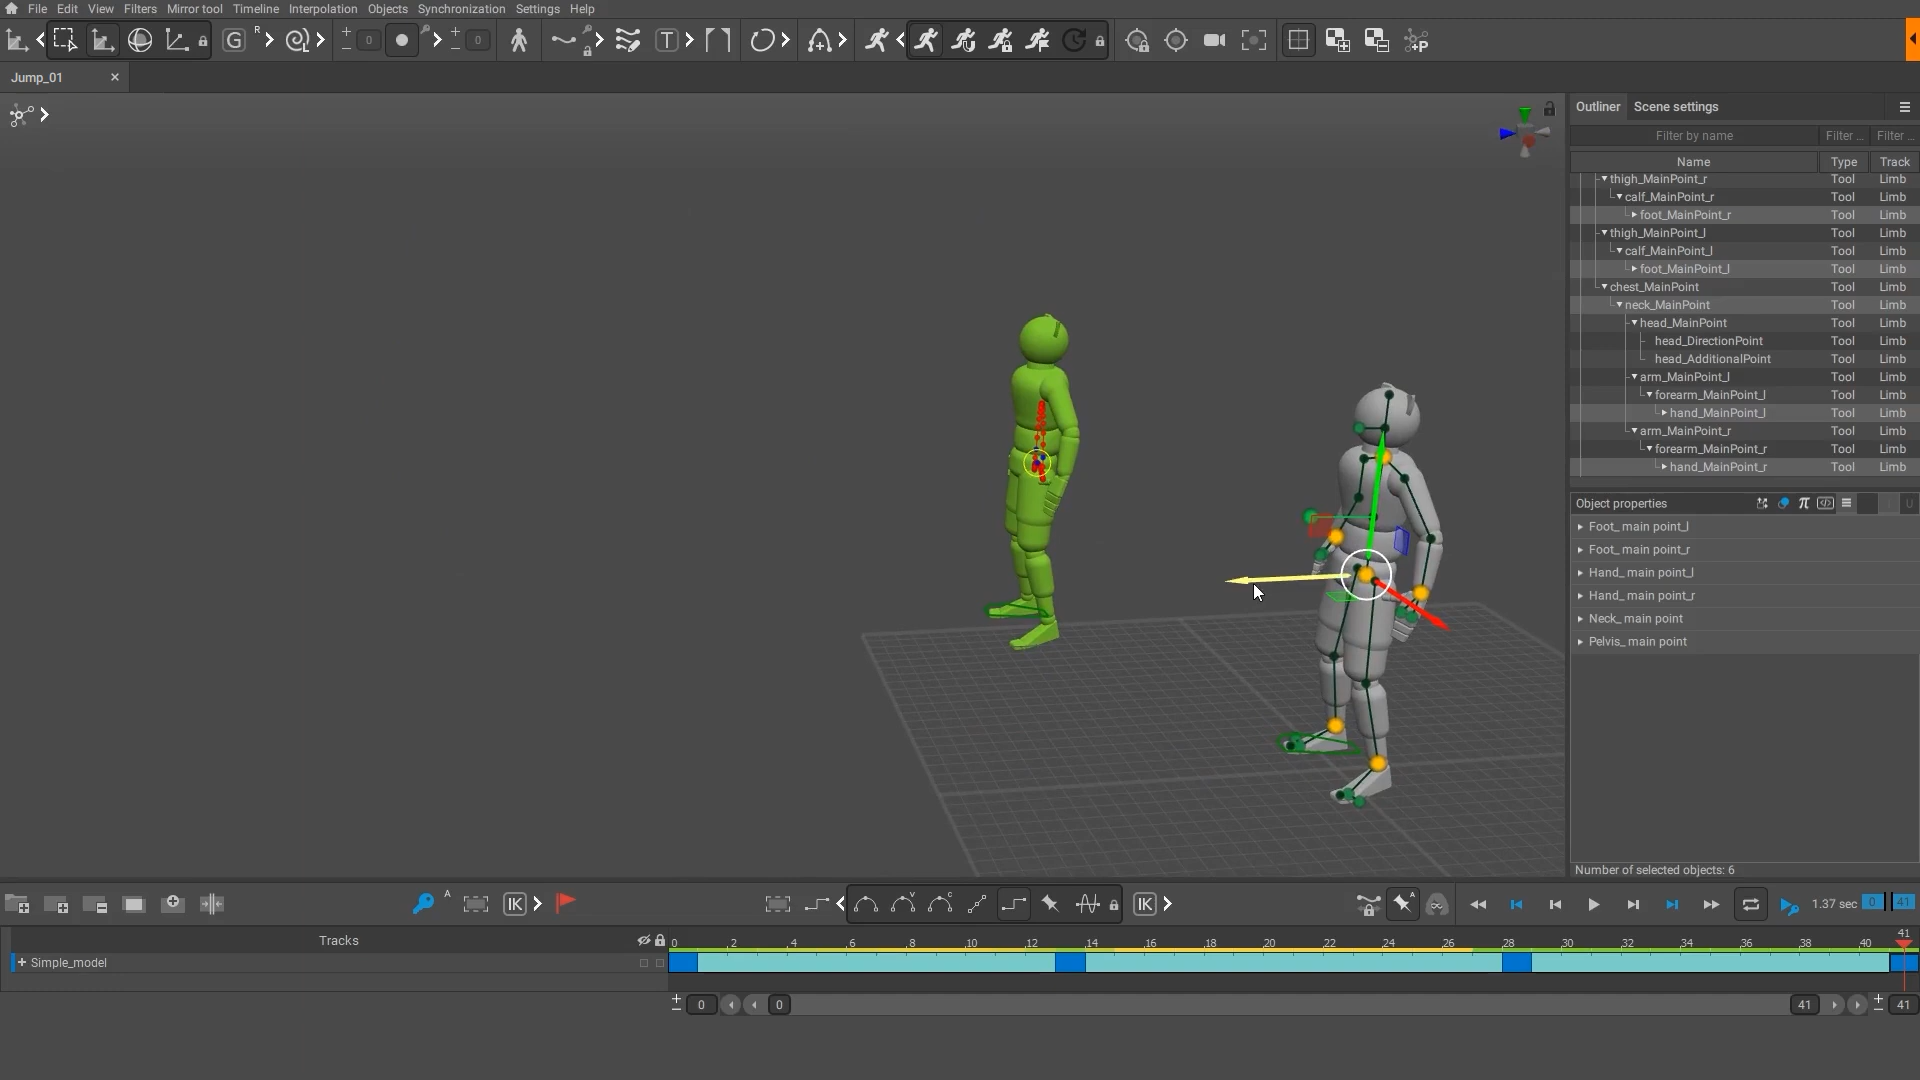 File Edit View Filters Mirror tool Timeline Interpolation Objects Synchronization Settings Help
G R 0 0 T P
Jump_01
Outliner Scene settings
Filter by name Filter ... Filter ...
Name Type Track
thigh_MainPoint_r Tool Limb
calf_MainPoint_r Tool Limb
foot_MainPoint_r Tool Limb
thigh_MainPoint_l Tool Limb
calf_MainPoint_l Tool Limb
foot_MainPoint_l Tool Limb
chest_MainPoint Tool Limb
neck_MainPoint Tool Limb
head_MainPoint Tool Limb
head_DirectionPoint Tool Limb
head_AdditionalPoint Tool Limb
arm_MainPoint_l Tool Limb
forearm_MainPoint_l Tool Limb
hand_MainPoint_l Tool Limb
arm_MainPoint_r Tool Limb
forearm_MainPoint_r Tool Limb
hand_MainPoint_r Tool Limb
Object properties
Foot_ main point_l
Foot_ main point_r
Hand_ main point_l
Hand_ main point_r
Neck_ main point
Pelvis_ main point
Number of selected objects: 6
A IK V C IK A 1.37 sec 0 41
Tracks 0 2 4 6 8 10 12 14 16 18 20 22 24 26 28 30 32 34 36 38 40 41
Simple_model
0 0 41 41